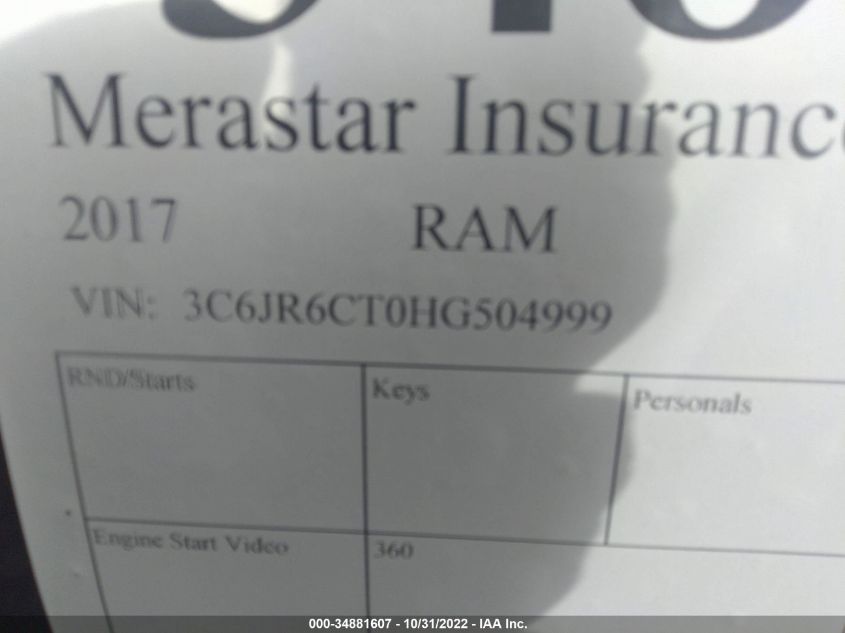 Merastar Insurance
2017 RAM
VIN: 3C6JR6CT0HG504999
RND/Starts Keys Personals
Engine Start Video 360
000-34881607 - 10/31/2022 - IAA Inc.